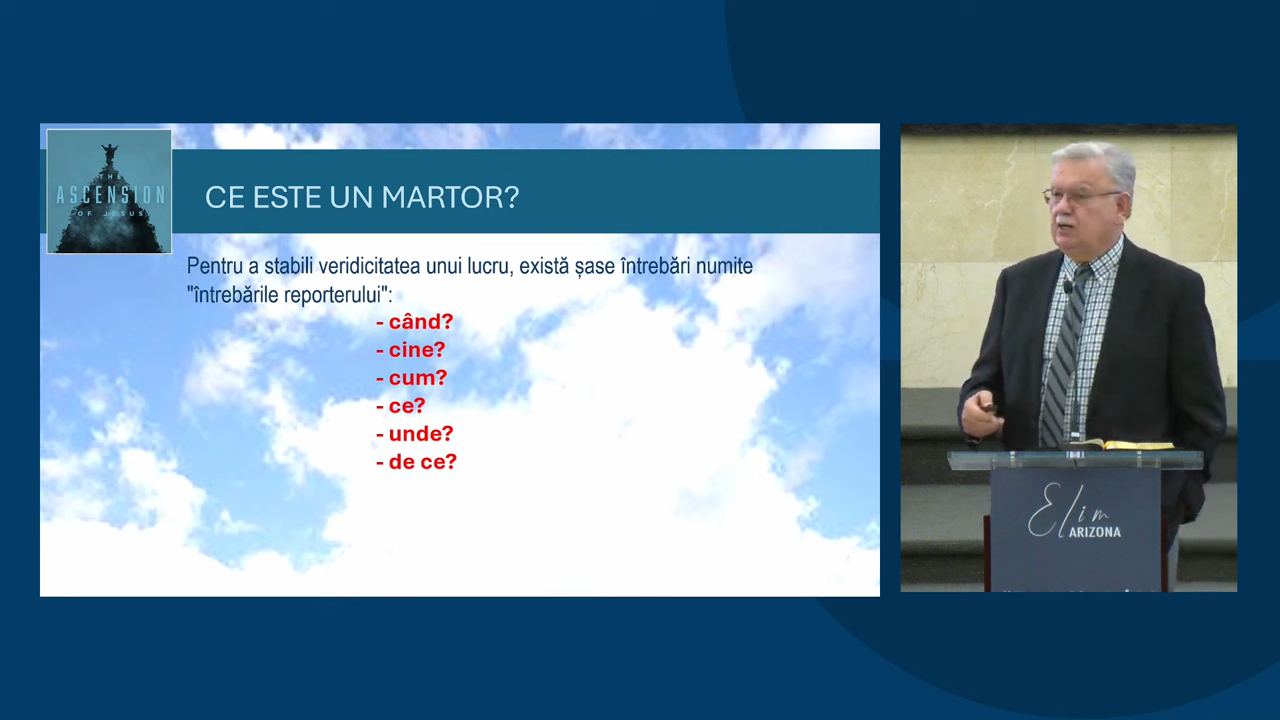 THE
ASCENSION
OF JESUS
CE ESTE UN MARTOR?
Pentru a stabili veridicitatea unui lucru, există șase întrebări numite
"întrebările reporterului":
- când?
- cine?
- cum?
- ce?
- unde?
- de ce?
Elim
ARIZONA